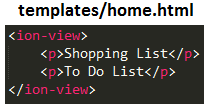 templates/home.html
<ion-view>
<p>Shopping List</p>
<p>To Do List</p>
</ion-view>